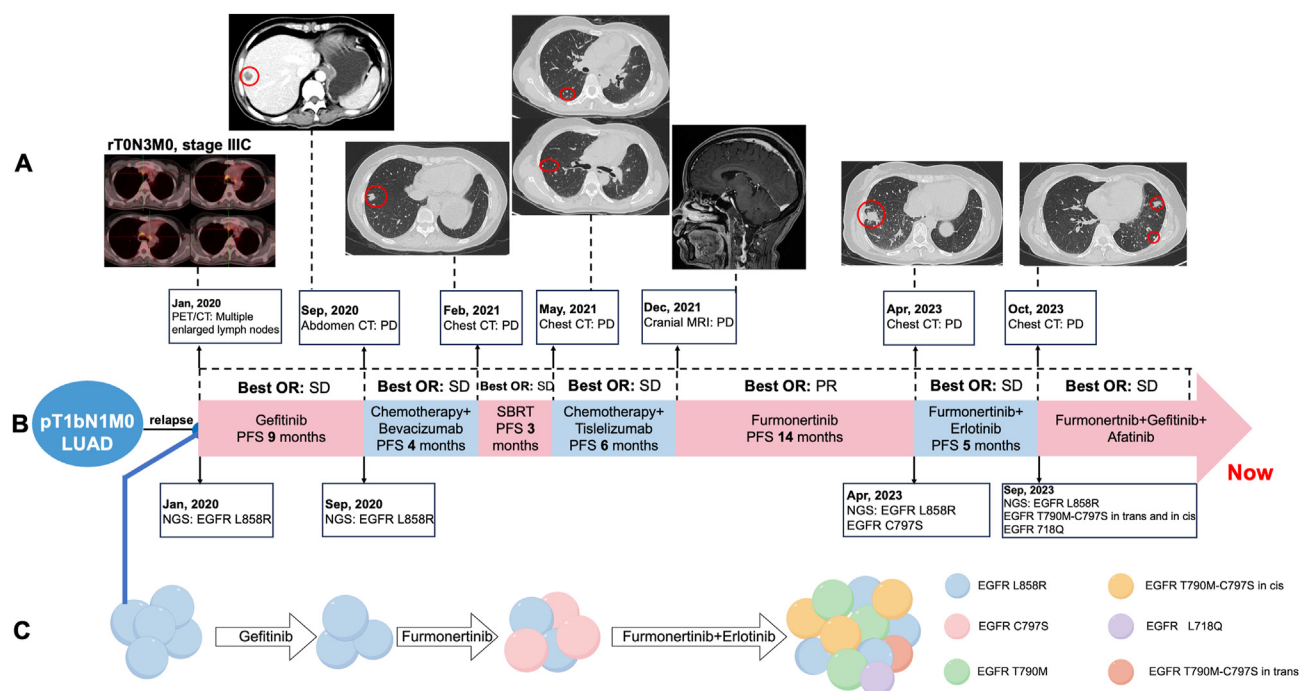 A
rT0N3M0, stage IIIC
Jan, 2020
PET/CT: Multiple
enlarged lymph nodes
Sep, 2020
Abdomen CT: PD
Feb, 2021
Chest CT: PD
May, 2021
Chest CT: PD
Dec, 2021
Cranial MRI: PD
Apr, 2023
Chest CT: PD
Oct, 2023
Chest CT: PD
B
pT1bN1M0
LUAD
relapse
Best OR: SD
Gefitinib
PFS 9 months
Best OR: SD
Chemotherapy+
Bevacizumab
PFS 4 months
Best OR: SD
SBRT
PFS 3
months
Best OR: SD
Chemotherapy+
Tislelizumab
PFS 6 months
Best OR: PR
Furmonertinib
PFS 14 months
Best OR: SD
Furmonertinib+
Erlotinib
PFS 5 months
Best OR: SD
Furmonertnib+Gefitinib+
Afatinib
Now
Jan, 2020
NGS: EGFR L858R
Sep, 2020
NGS: EGFR L858R
Apr, 2023
NGS: EGFR L858R
EGFR C797S
Sep, 2023
NGS: EGFR L858R
EGFR T790M-C797S in trans and in cis
EGFR 718Q
C
Gefitinib
Furmonertinib
Furmonertinib+Erlotinib
EGFR L858R
EGFR T790M-C797S in cis
EGFR C797S
EGFR L718Q
EGFR T790M
EGFR T790M-C797S in trans